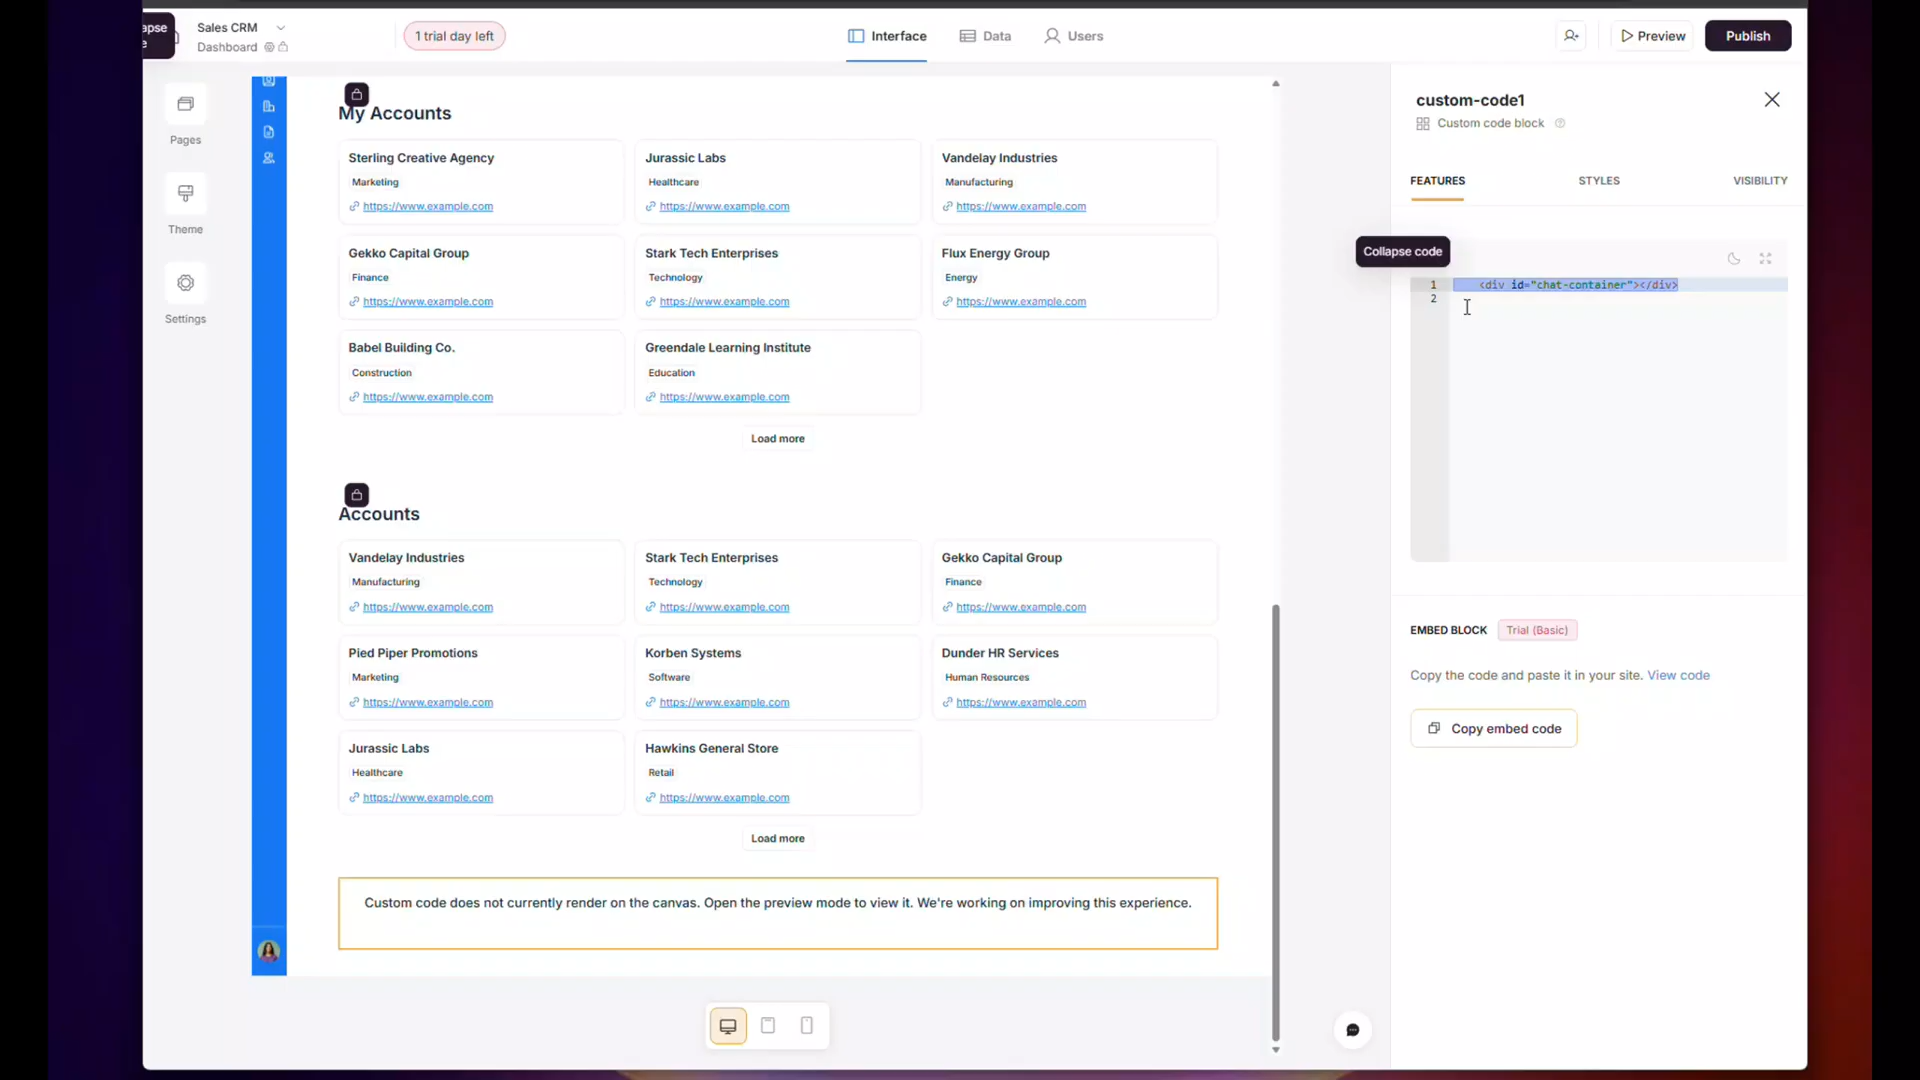 apse
e
Sales CRM
Dashboard
1 trial day left
Interface
Data
Users
Preview
Publish
Pages
Theme
Settings
My Accounts
Sterling Creative Agency
Marketing
https://www.example.com
Jurassic Labs
Healthcare
https://www.example.com
Vandelay Industries
Manufacturing
https://www.example.com
Gekko Capital Group
Finance
https://www.example.com
Stark Tech Enterprises
Technology
https://www.example.com
Flux Energy Group
Energy
https://www.example.com
Babel Building Co.
Construction
https://www.example.com
Greendale Learning Institute
Education
https://www.example.com
Load more
Accounts
Vandelay Industries
Manufacturing
https://www.example.com
Stark Tech Enterprises
Technology
https://www.example.com
Gekko Capital Group
Finance
https://www.example.com
Pied Piper Promotions
Marketing
https://www.example.com
Korben Systems
Software
https://www.example.com
Dunder HR Services
Human Resources
https://www.example.com
Jurassic Labs
Healthcare
https://www.example.com
Hawkins General Store
Retail
https://www.example.com
Load more
Custom code does not currently render on the canvas. Open the preview mode to view it. We're working on improving this experience.
custom-code1
Custom code block
FEATURES
STYLES
VISIBILITY
Collapse code
1 <div id="chat-container"></div>
2
EMBED BLOCK Trial (Basic)
Copy the code and paste it in your site. View code
Copy embed code